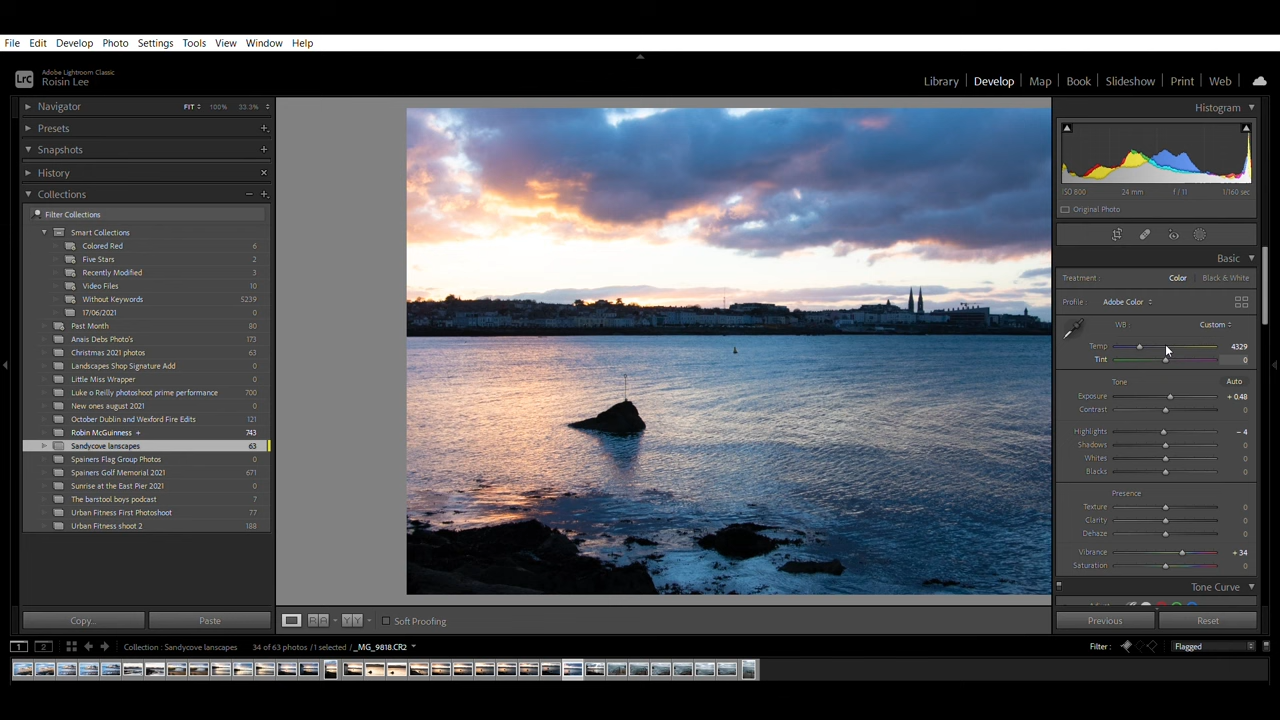 File Edit Develop Photo Settings Tools View Window Help
Lrc Adobe Lightroom Classic
Roisin Lee
Library | Develop | Map | Book | Slideshow | Print | Web
Navigator FIT 100% 33.3%
Presets
Snapshots
History
Collections
Filter Collections
Smart Collections
Colored Red 6
Five Stars 2
Recently Modified 3
Video Files 10
Without Keywords 5239
17/06/2021 0
Past Month 80
Anais Debs Photo's 173
Christmas 2021 photos 63
Landscapes Shop Signature Add 0
Little Miss Wrapper 0
Luke o Reilly photoshoot prime performance 700
New ones august 2021 0
October Dublin and Wexford Fire Edits 121
Robin McGuinness + 743
Sandycove lanscapes 63
Spainers Flag Group Photos 0
Spainers Golf Memorial 2021 671
Sunrise at the East Pier 2021 0
The barstool boys podcast 7
Urban Fitness First Photoshoot 77
Urban Fitness shoot 2 188
Copy... Paste
R A Y Y Soft Proofing
Histogram
ISO 800 24 mm f / 11 1/160 sec
Original Photo
Basic
Treatment : Color Black & White
Profile : Adobe Color
WB : Custom
Temp 4329
Tint 0
Tone Auto
Exposure + 0.48
Contrast 0
Highlights – 4
Shadows 0
Whites 0
Blacks 0
Presence
Texture 0
Clarity 0
Dehaze 0
Vibrance + 34
Saturation 0
Tone Curve
Previous Reset
1 2 Collection : Sandycove lanscapes 34 of 63 photos /1 selected / _MG_9818.CR2 Filter : Flagged